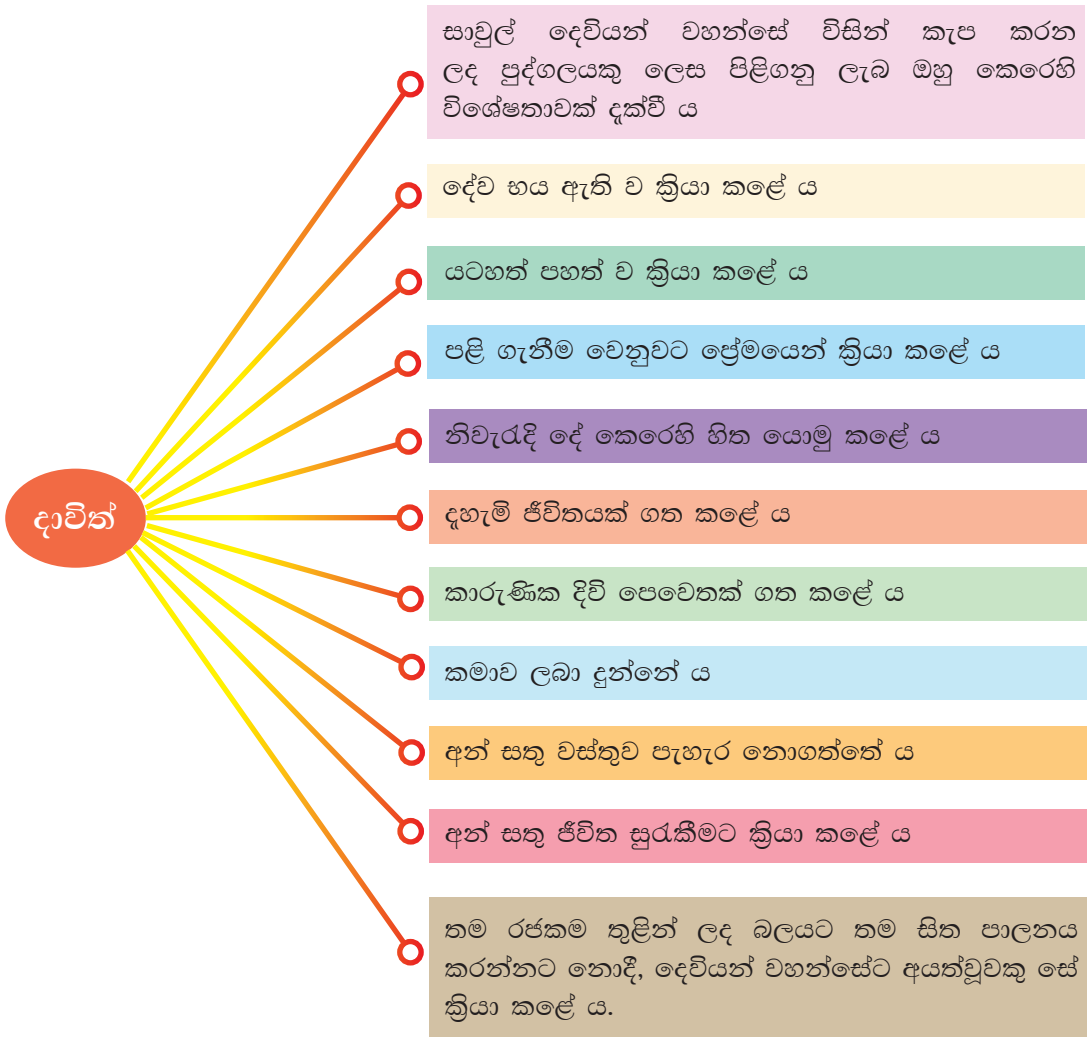 සාවුල් දෙවියන් වහන්සේ විසින් කැප කරන
ලද පුද්ගලයකු ලෙස පිළිගනු ලැබ ඔහු කෙරෙහි
විශේෂතාවක් දැක්වී ය
දේව භය ඇති ව ක්‍රියා කළේ ය
යටහත් පහත් ව ක්‍රියා කළේ ය
පළි ගැනීම වෙනුවට ප්‍රේමයෙන් ක්‍රියා කළේ ය
නිවැරැදි දේ කෙරෙහි හිත යොමු කළේ ය
දාවිත්
දැහැමි ජීවිතයක් ගත කළේ ය
කාරුණික දිවි පෙවෙතක් ගත කළේ ය
කමාව ලබා දුන්නේ ය
අන් සතු වස්තුව පැහැර නොගත්තේ ය
අන් සතු ජීවිත සුරැකීමට ක්‍රියා කළේ ය
තම රජකම තුළින් ලද බලයට තම සිත පාලනය
කරන්නට නොදී, දෙවියන් වහන්සේට අයත්වූවකු සේ
ක්‍රියා කළේ ය.